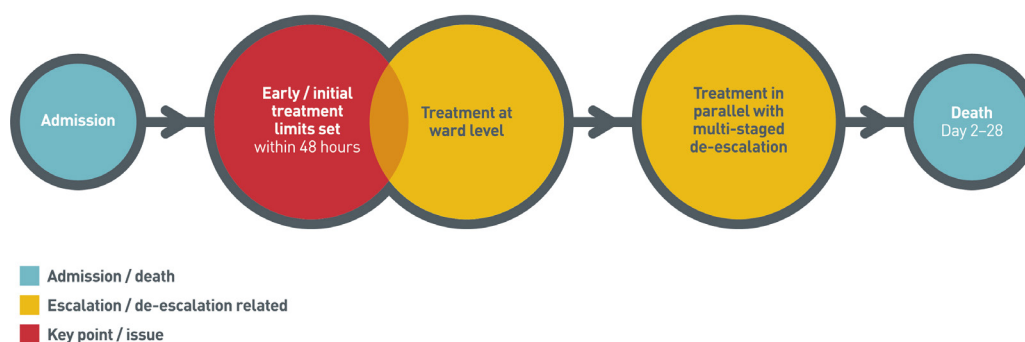 Admission
Early / initial
treatment
limits set
within 48 hours
Treatment at
ward level
Treatment in
parallel with
multi-staged
de-escalation
Death
Day 2–28
Admission / death
Escalation / de-escalation related
Key point / issue